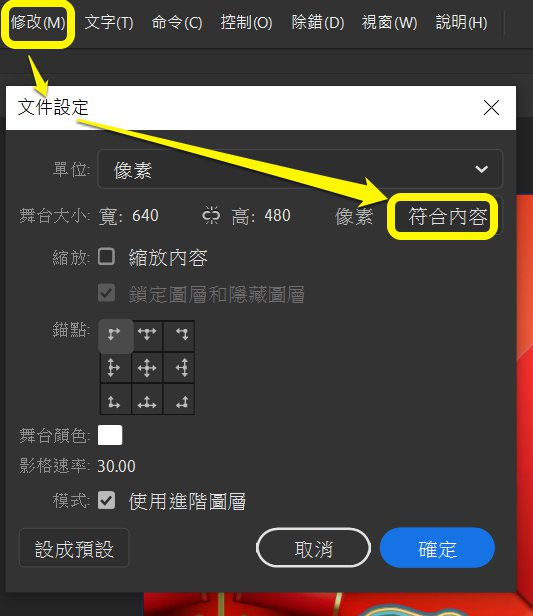 修改(M) 文字(T) 命令(C) 控制(O) 除錯(D) 視窗(W) 說明(H)
文件設定
單位: 像素
舞台大小: 寬: 640 高: 480 像素 符合內容
縮放: 縮放內容
鎖定圖層和隱藏圖層
錨點:
舞台顏色:
影格速率: 30.00
模式: 使用進階圖層
設成預設 取消 確定